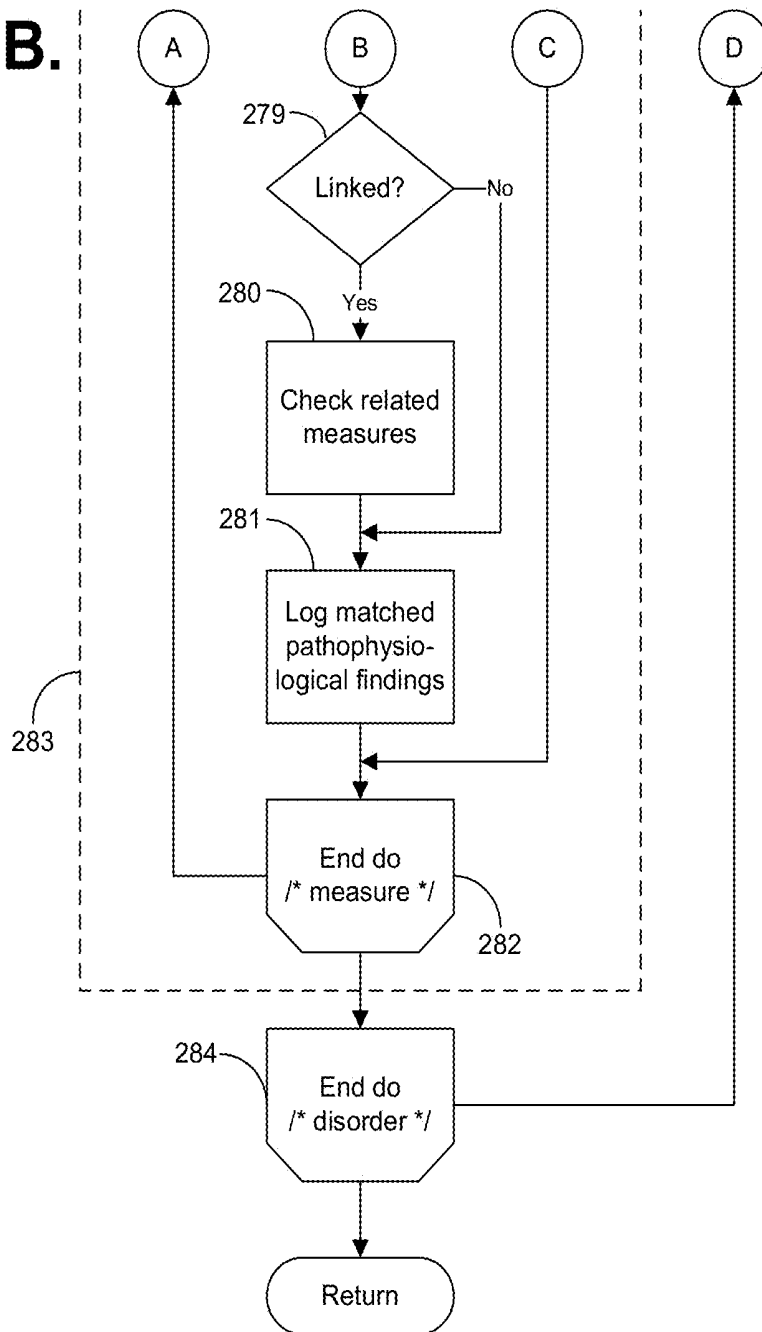 B.
A
B
C
D
279
Linked?
No
Yes
280
Check related
measures
281
Log matched
pathophysio-
logical findings
283
End do
/* measure */
282
284
End do
/* disorder */
Return